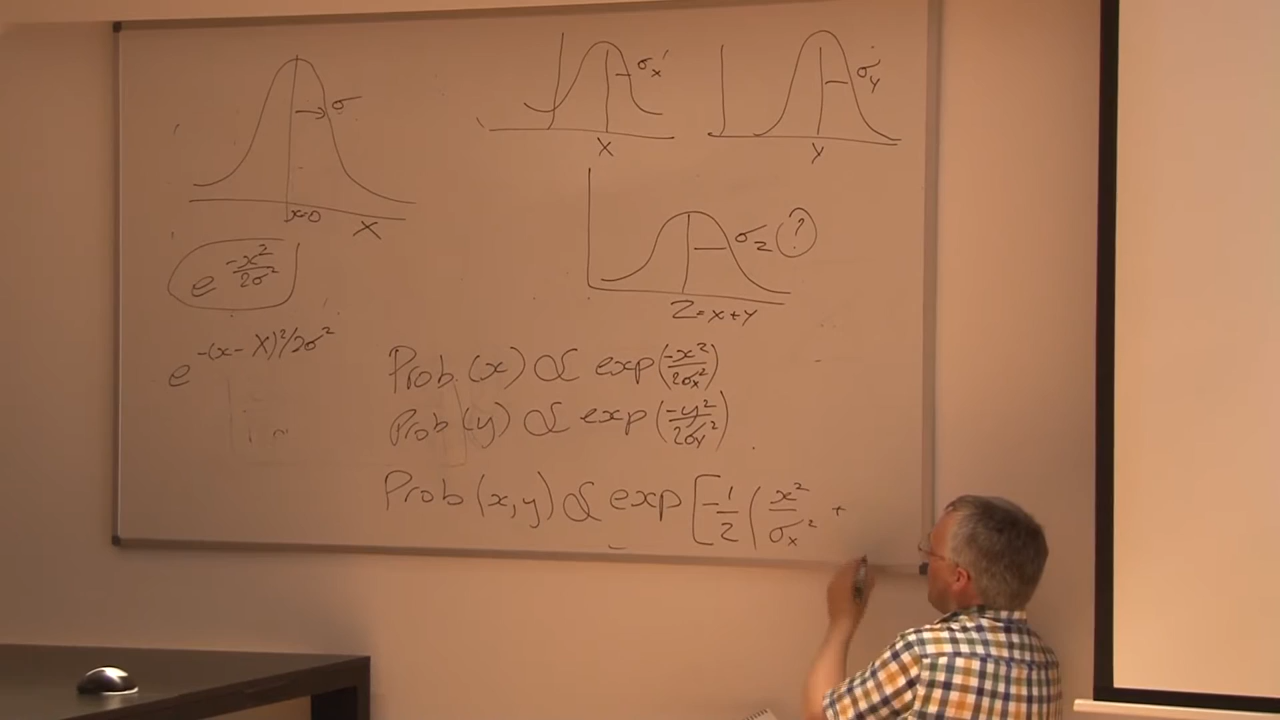 σ
x=0
X
e^{-x²/2σ²}
e^{-(x-X)²/2σ²}
σx
X
σy
y
σz ?
Z=x+y
Prob.(x) ∝ exp(-x²/2σx²)
Prob(y) ∝ exp(-y²/2σy²)
Prob(x,y) ∝ exp[-1/2(x²/σx² +